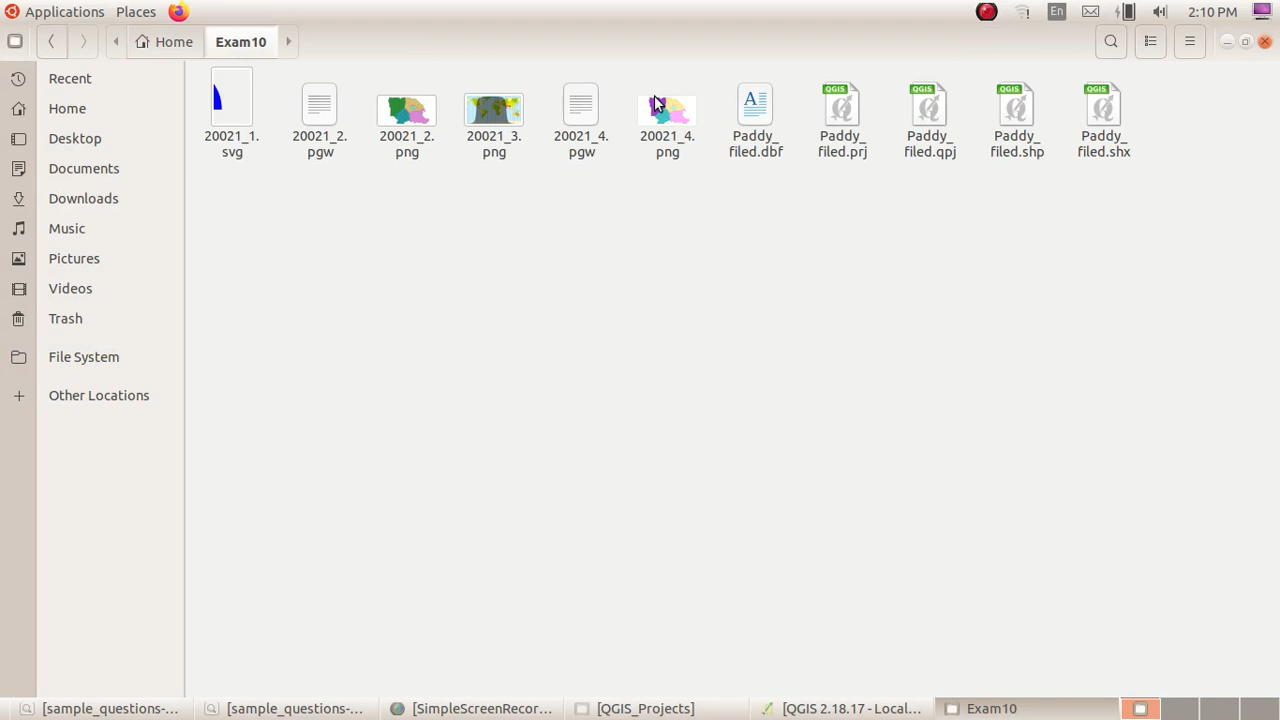 Applications Places En 2:10 PM
Home Exam10
Recent
Home
Desktop
Documents
Downloads
Music
Pictures
Videos
Trash
File System
Other Locations
20021_1.
svg
20021_2.
pgw
20021_2.
png
20021_3.
png
20021_4.
pgw
20021_4.
png
Paddy_
filed.dbf
QGIS
Paddy_
filed.prj
QGIS
Paddy_
filed.qpj
QGIS
Paddy_
filed.shp
QGIS
Paddy_
filed.shx
[sample_questions-... [sample_questions-... [SimpleScreenRecor... [QGIS_Projects] [QGIS 2.18.17 - Local... Exam10